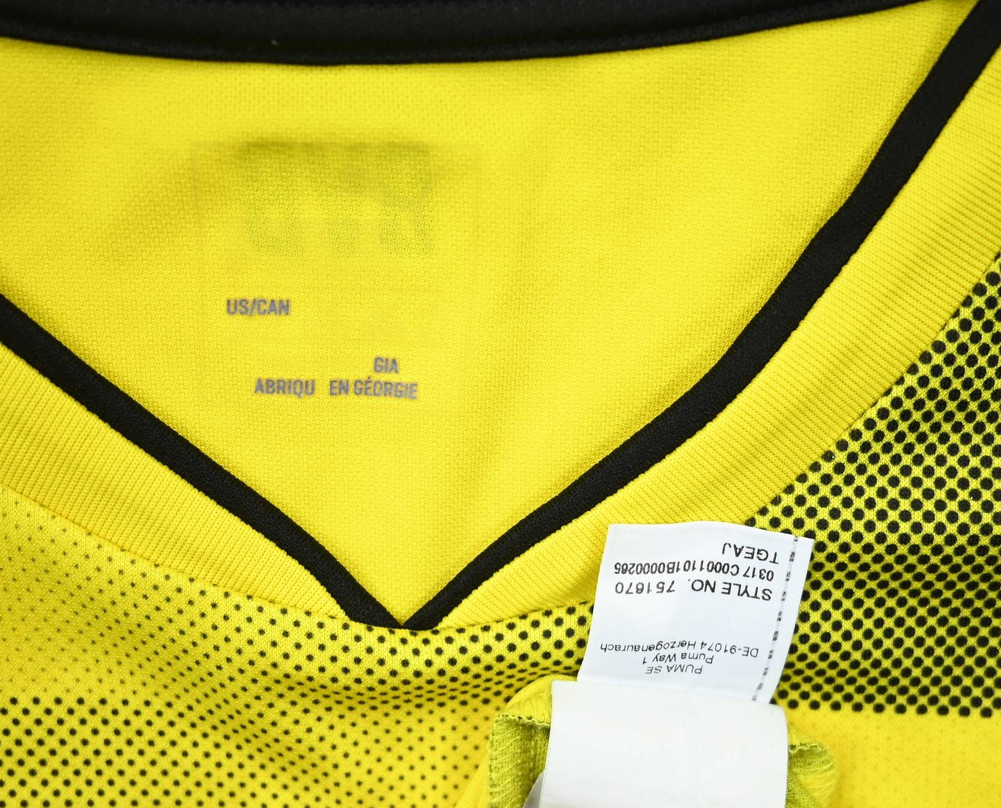 US/CAN
GIA
ABRIQU EN GÉORGIE
PUMA SE
Puma Way 1
DE-91074 Herzogenaurach
STYLE NO. 751670
0317 C0001101B0000265
TGEAJ